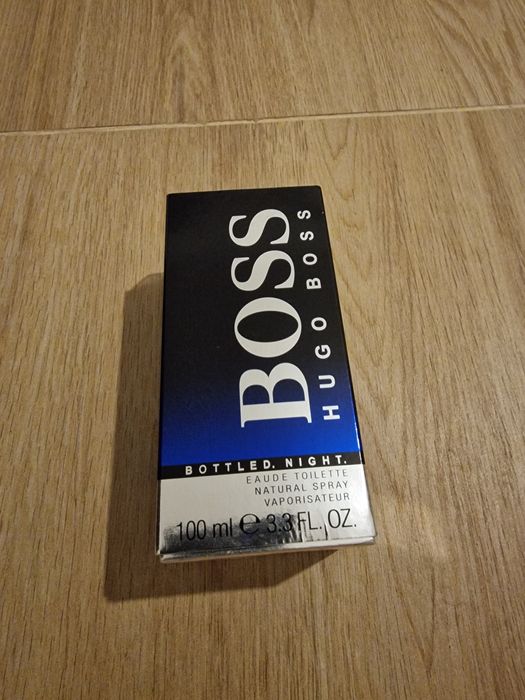 BOSS
HUGO BOSS
BOTTLED. NIGHT.
EAUDE TOILETTE
NATURAL SPRAY
VAPORISATEUR
100 ml e 3.3 FL. OZ.